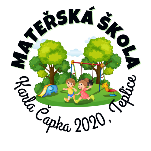 MATEŘSKÁ ŠKOLA
Karla Čapka 2020, Teplice